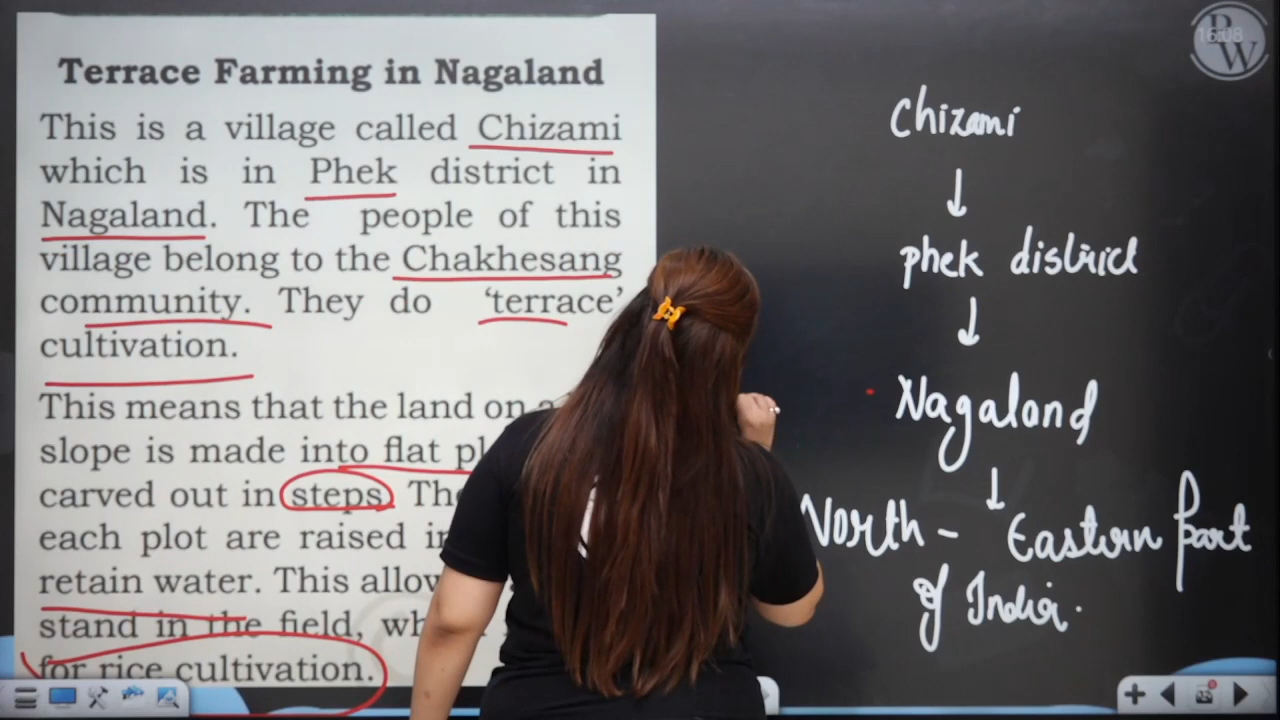 Terrace Farming in Nagaland
This is a village called Chizami
which is in Phek district in
Nagaland. The people of this
village belong to the Chakhesang
community. They do ‘terrace’
cultivation.
This means that the land on
slope is made into flat
carved out in steps.
each plot are raised
retain water. This
stand in the field,
for rice cultivation.
Chizami
↓
Phek district
↓
Nagaland
↓
North - Eastern part
of India.
16:08
PW